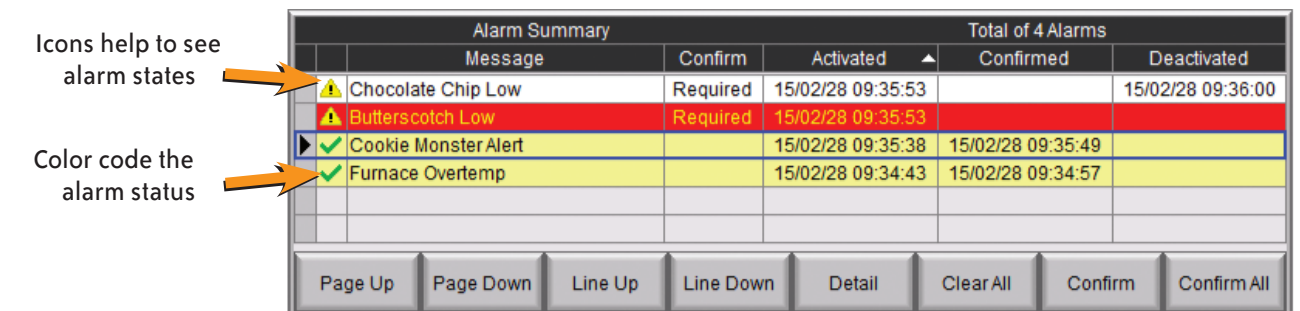 Icons help to see
alarm states
Color code the
alarm status
Alarm Summary Total of 4 Alarms
Message Confirm Activated Confirmed Deactivated
Chocolate Chip Low Required 15/02/28 09:35:53 15/02/28 09:36:00
Butterscotch Low Required 15/02/28 09:35:53
Cookie Monster Alert 15/02/28 09:35:38 15/02/28 09:35:49
Furnace Overtemp 15/02/28 09:34:43 15/02/28 09:34:57
Page Up Page Down Line Up Line Down Detail Clear All Confirm Confirm All